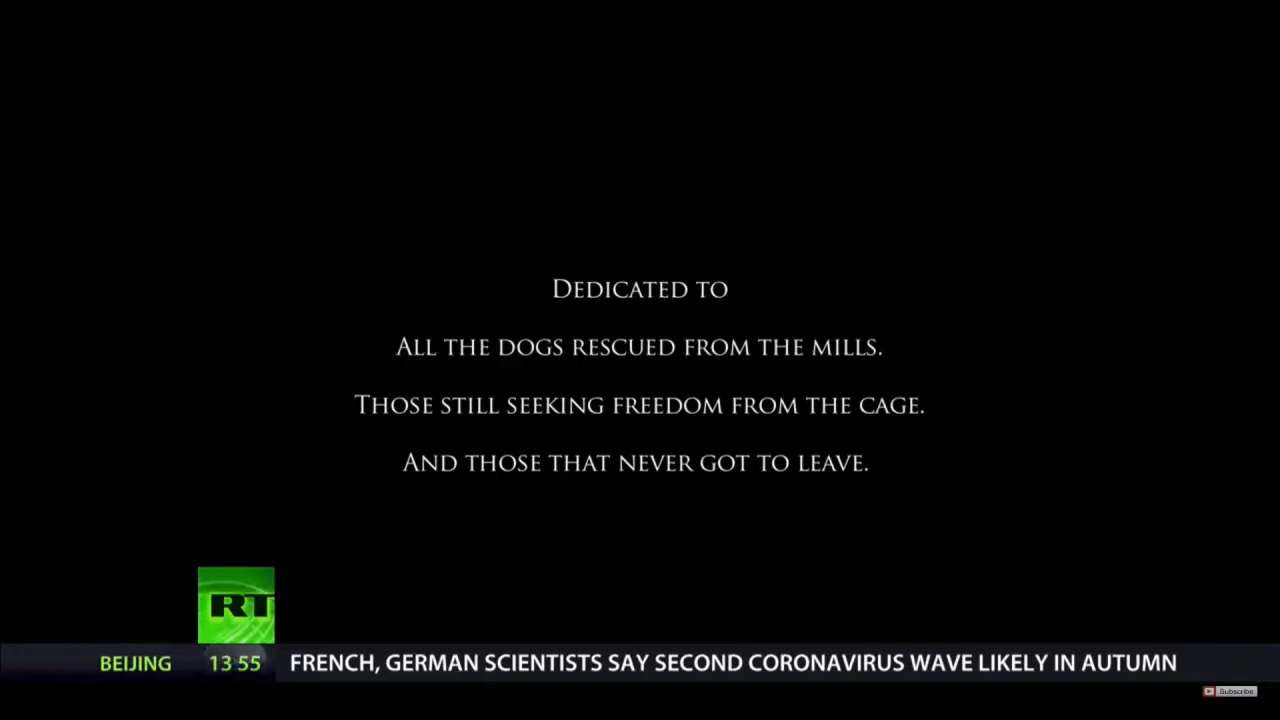 Dedicated to
All the dogs rescued from the mills.
Those still seeking freedom from the cage.
And those that never got to leave.
RT
BEIJING 13 55 FRENCH, GERMAN SCIENTISTS SAY SECOND CORONAVIRUS WAVE LIKELY IN AUTUMN
Subscribe